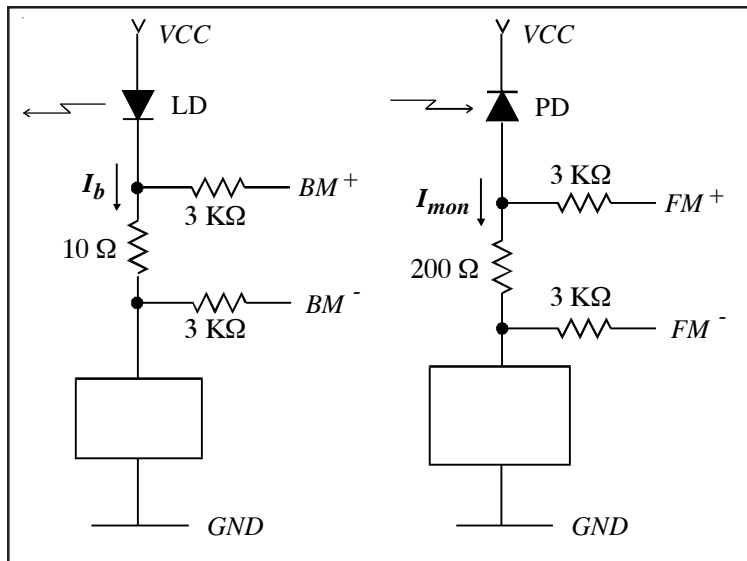 VCC
LD
I_b
BM⁺
3 KΩ
10 Ω
BM⁻
3 KΩ
GND
VCC
PD
3 KΩ
I_mon
FM⁺
200 Ω
3 KΩ
FM⁻
GND